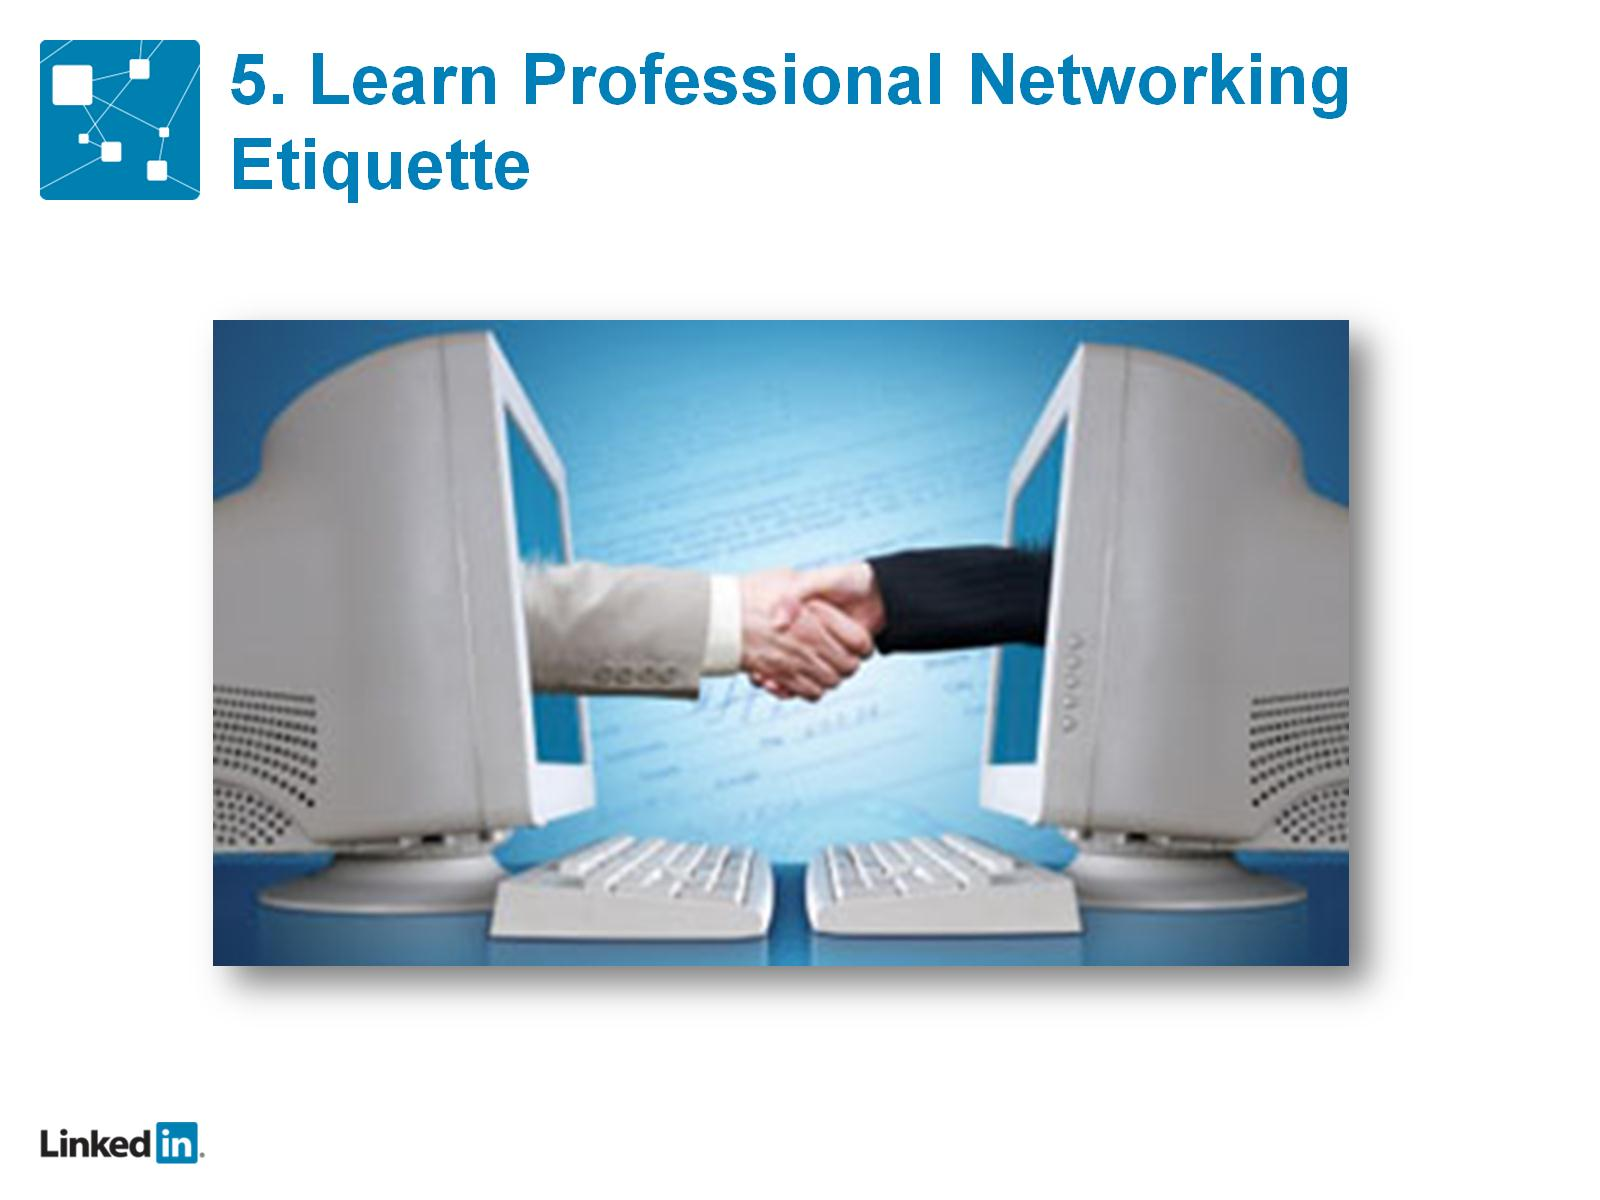 5. Learn Professional Networking
Etiquette
Linked in.